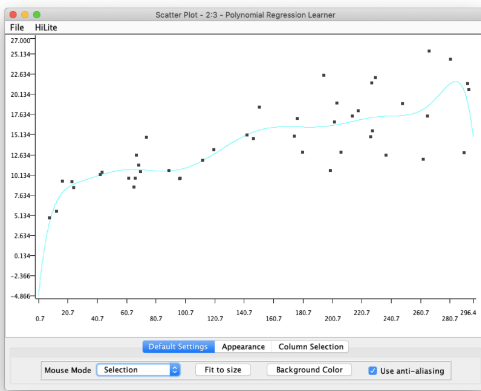 Scatter Plot - 2:3 - Polynomial Regression Learner
File HiLite
27.000
25.134
22.634
20.134
17.634
15.134
12.634
10.134
7.634
5.134
2.634
0.134
-2.366
-4.866
20.7 60.7 100.7 140.7 180.7 220.7 260.7 296.4
0.7 40.7 80.7 120.7 160.7 200.7 240.7 280.7
Default Settings Appearance Column Selection
Mouse Mode Selection Fit to size Background Color Use anti-aliasing